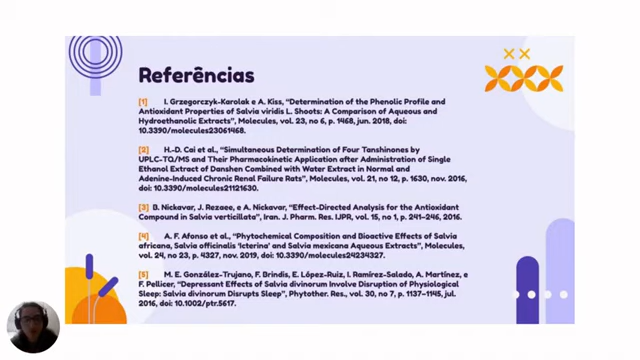 Referências
[1] I. Grzegorczyk-Karolak e A. Kiss, “Determination of the Phenolic Profile and
Antioxidant Properties of Salvia viridis L. Shoots: A Comparison of Aqueous and
Hydroethanolic Extracts”, Molecules, vol. 23, no 6, p. 1468, jun. 2018, doi:
10.3390/molecules23061468.
[2] H.-D. Cai et al., “Simultaneous Determination of Four Tanshinones by
UPLC-TQ/MS and Their Pharmacokinetic Application after Administration of Single
Ethanol Extract of Danshen Combined with Water Extract in Normal and
Adenine-Induced Chronic Renal Failure Rats”, Molecules, vol. 21, no 12, p. 1630, nov. 2016,
doi: 10.3390/molecules21121630.
[3] B. Nickavar, J. Rezaee, e A. Nickavar, “Effect-Directed Analysis for the Antioxidant
Compound in Salvia verticillata”, Iran. J. Pharm. Res. IJPR, vol. 15, no 1, p. 241–246, 2016.
[4] A. F. Afonso et al., “Phytochemical Composition and Bioactive Effects of Salvia
africana, Salvia officinalis ‘Icterina’ and Salvia mexicana Aqueous Extracts”, Molecules,
vol. 24, no 23, p. 4327, nov. 2019, doi: 10.3390/molecules24234327.
[5] M. E. González-Trujano, F. Brindis, E. López-Ruiz, I. Ramírez-Salado, A. Martínez, e
F. Pellicer, “Depressant Effects of Salvia divinorum Involve Disruption of Physiological
Sleep: Salvia divinorum Disrupts Sleep”, Phytother. Res., vol. 30, no 7, p. 1137–1145, jul.
2016, doi: 10.1002/ptr.5617.